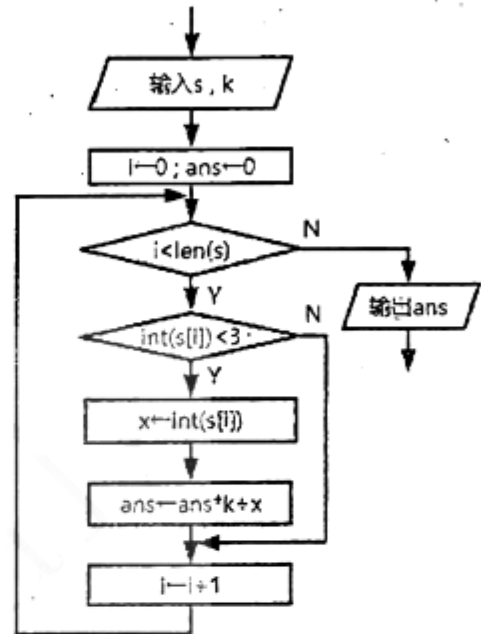 输入s , k
i←0 ; ans←0
i<len(s)
N
Y
输出ans
int(s[i])<3
N
Y
x←int(s[i])
ans←ans*k+x
i←i+1